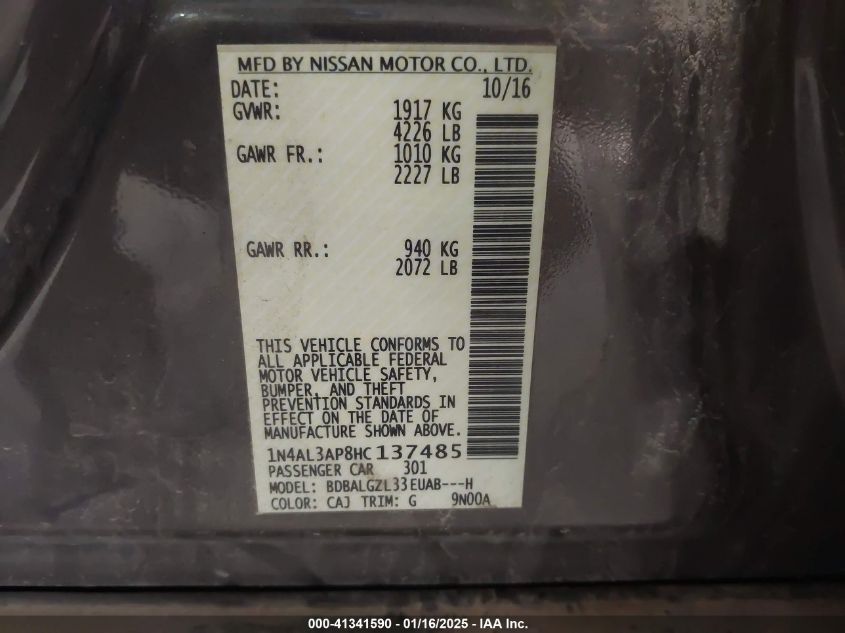 MFD BY NISSAN MOTOR CO., LTD.
DATE: 10/16
GVWR: 1917 KG
4226 LB
GAWR FR.: 1010 KG
2227 LB
GAWR RR.: 940 KG
2072 LB
THIS VEHICLE CONFORMS TO
ALL APPLICABLE FEDERAL
MOTOR VEHICLE SAFETY,
BUMPER, AND THEFT
PREVENTION STANDARDS IN
EFFECT ON THE DATE OF
MANUFACTURE SHOWN ABOVE.
1N4AL3AP8HC137485
PASSENGER CAR 301
MODEL: BDBALGZL33EUAB---H
COLOR: CAJ TRIM: G 9N00A
000-41341590 - 01/16/2025 - IAA Inc.